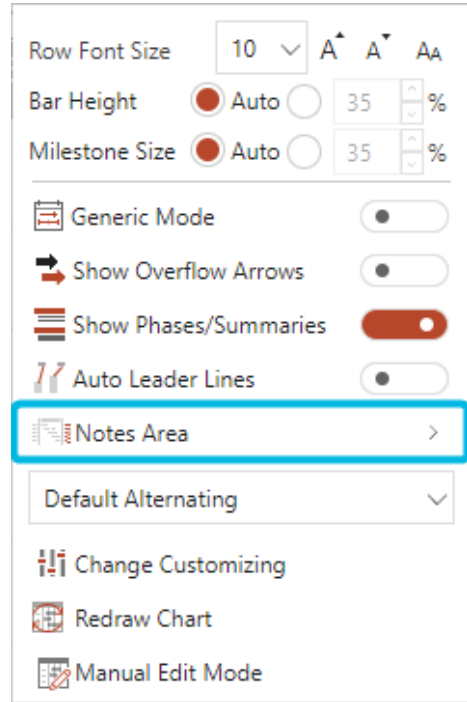 Row Font Size 10 A A AA
Bar Height Auto 35 %
Milestone Size Auto 35 %
Generic Mode
Show Overflow Arrows
Show Phases/Summaries
Auto Leader Lines
Notes Area
Default Alternating
Change Customizing
Redraw Chart
Manual Edit Mode